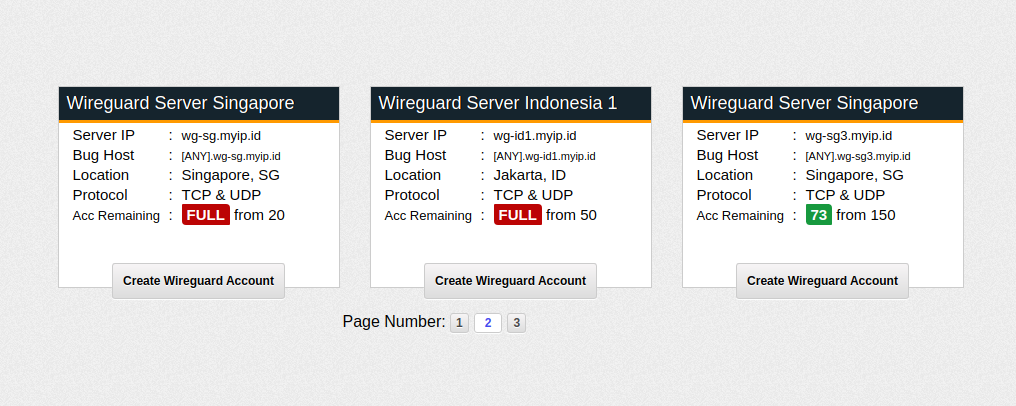 Wireguard Server Singapore
Server IP : wg-sg.myip.id
Bug Host : [ANY].wg-sg.myip.id
Location : Singapore, SG
Protocol : TCP & UDP
Acc Remaining : FULL from 20
Create Wireguard Account
Wireguard Server Indonesia 1
Server IP : wg-id1.myip.id
Bug Host : [ANY].wg-id1.myip.id
Location : Jakarta, ID
Protocol : TCP & UDP
Acc Remaining : FULL from 50
Create Wireguard Account
Wireguard Server Singapore
Server IP : wg-sg3.myip.id
Bug Host : [ANY].wg-sg3.myip.id
Location : Singapore, SG
Protocol : TCP & UDP
Acc Remaining : 73 from 150
Create Wireguard Account
Page Number: 1 2 3